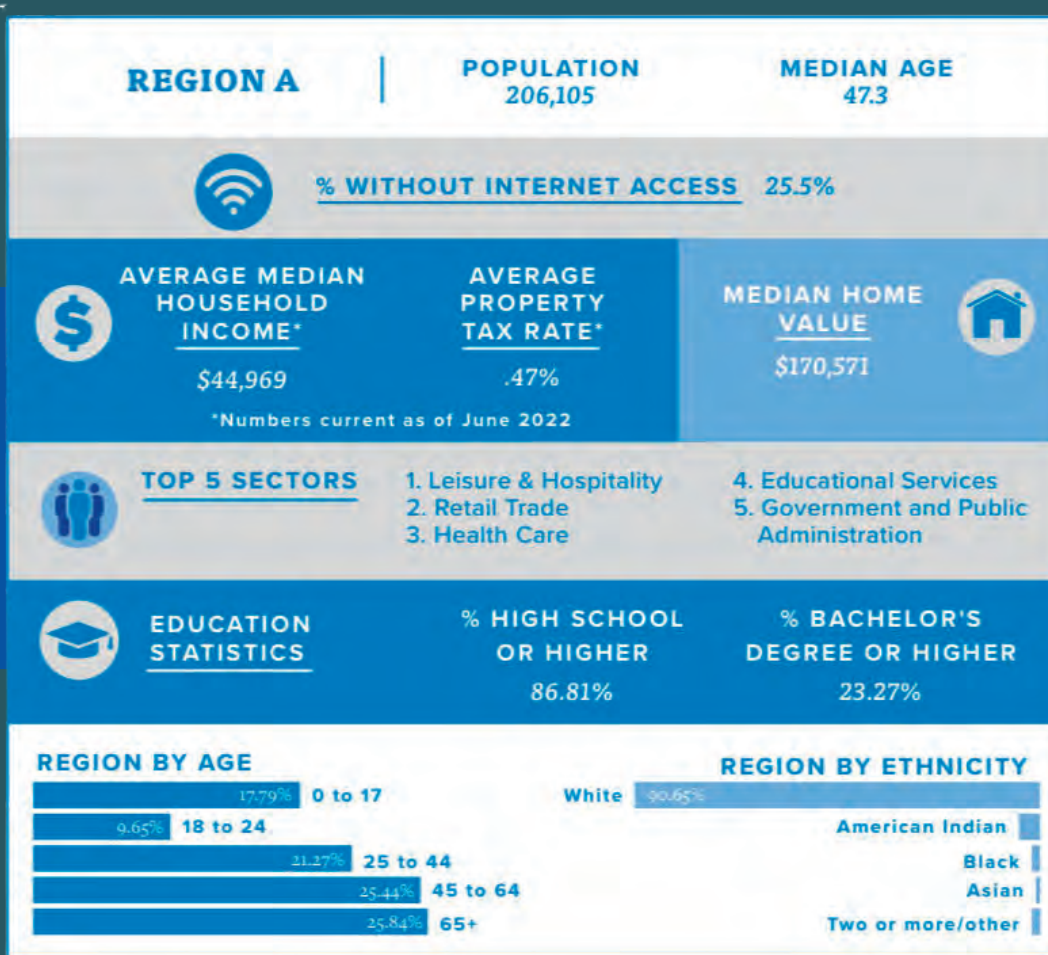 REGION A
POPULATION
206,105
MEDIAN AGE
47.3
% WITHOUT INTERNET ACCESS 25.5%
AVERAGE MEDIAN
HOUSEHOLD
INCOME*
$44,969
AVERAGE
PROPERTY
TAX RATE*
.47%
*Numbers current as of June 2022
MEDIAN HOME
VALUE
$170,571
TOP 5 SECTORS
1. Leisure & Hospitality
2. Retail Trade
3. Health Care
4. Educational Services
5. Government and Public
Administration
EDUCATION
STATISTICS
% HIGH SCHOOL
OR HIGHER
86.81%
% BACHELOR'S
DEGREE OR HIGHER
23.27%
REGION BY AGE
17.79% 0 to 17
9.65% 18 to 24
21.27% 25 to 44
25.44% 45 to 64
25.84% 65+
REGION BY ETHNICITY
White 90.65%
American Indian
Black
Asian
Two or more/other